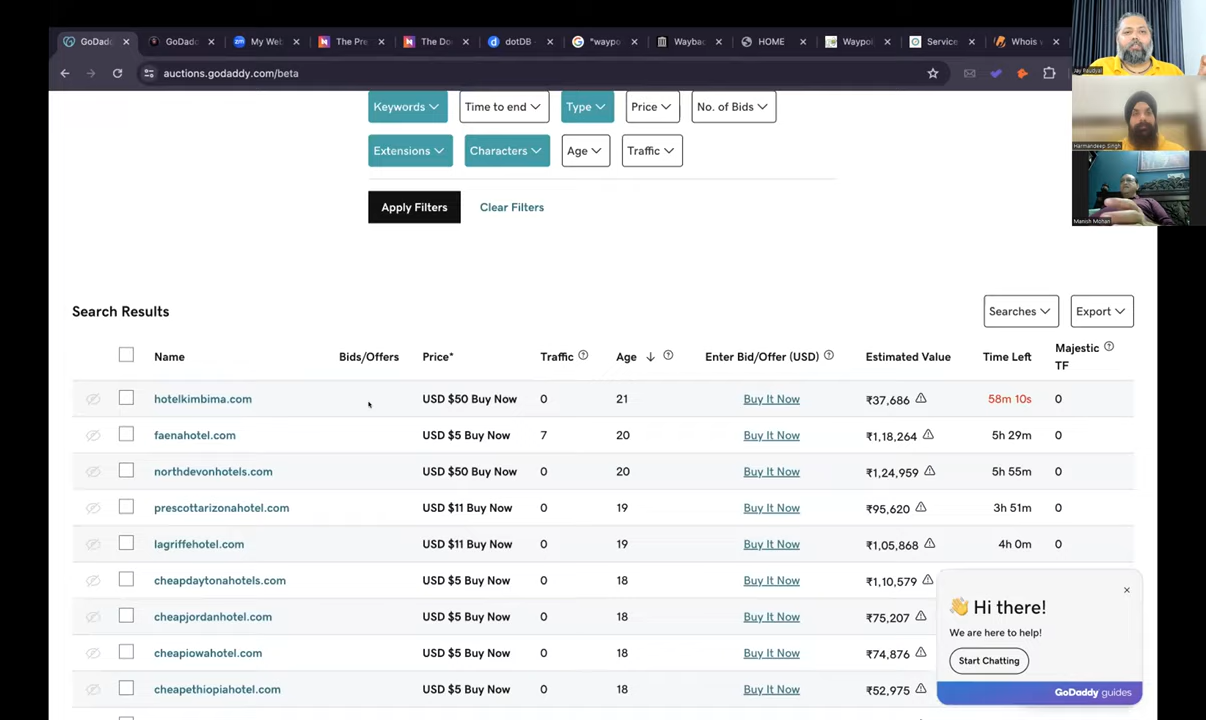 GoDadd
GoDadd
My Web
The Pre
The Do
dotDB
"waypo
Wayba
HOME
Waypoi
Service
Whois
auctions.godaddy.com/beta
Jay Paudyal
Harmandeep Singh
Manish Mohan
Keywords
Time to end
Type
Price
No. of Bids
Extensions
Characters
Age
Traffic
Apply Filters
Clear Filters
Search Results
Searches
Export
Name Bids/Offers Price* Traffic Age Enter Bid/Offer (USD) Estimated Value Time Left Majestic TF
hotelkimbima.com USD $50 Buy Now 0 21 Buy It Now ₹37,686 58m 10s 0
faenahotel.com USD $5 Buy Now 7 20 Buy It Now ₹1,18,264 5h 29m 0
northdevonhotels.com USD $50 Buy Now 0 20 Buy It Now ₹1,24,959 5h 55m 0
prescottarizonahotel.com USD $11 Buy Now 0 19 Buy It Now ₹95,620 3h 51m 0
lagriffehotel.com USD $11 Buy Now 0 19 Buy It Now ₹1,05,868 4h 0m 0
cheapdaytonahotels.com USD $5 Buy Now 0 18 Buy It Now ₹1,10,579
cheapjordanhotel.com USD $5 Buy Now 0 18 Buy It Now ₹75,207
cheapiowahotel.com USD $5 Buy Now 0 18 Buy It Now ₹74,876
cheapethiopiahotel.com USD $5 Buy Now 0 18 Buy It Now ₹52,975
Hi there!
We are here to help!
Start Chatting
GoDaddy guides